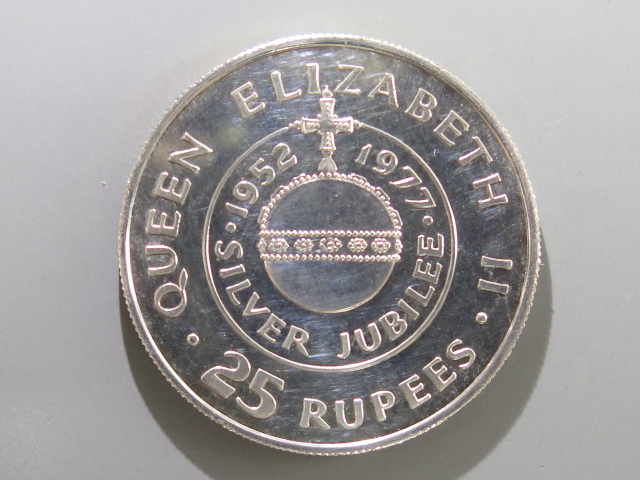 QUEEN ELIZABETH II
· 25 RUPEES ·
· 1952 1977 ·
SILVER JUBILEE